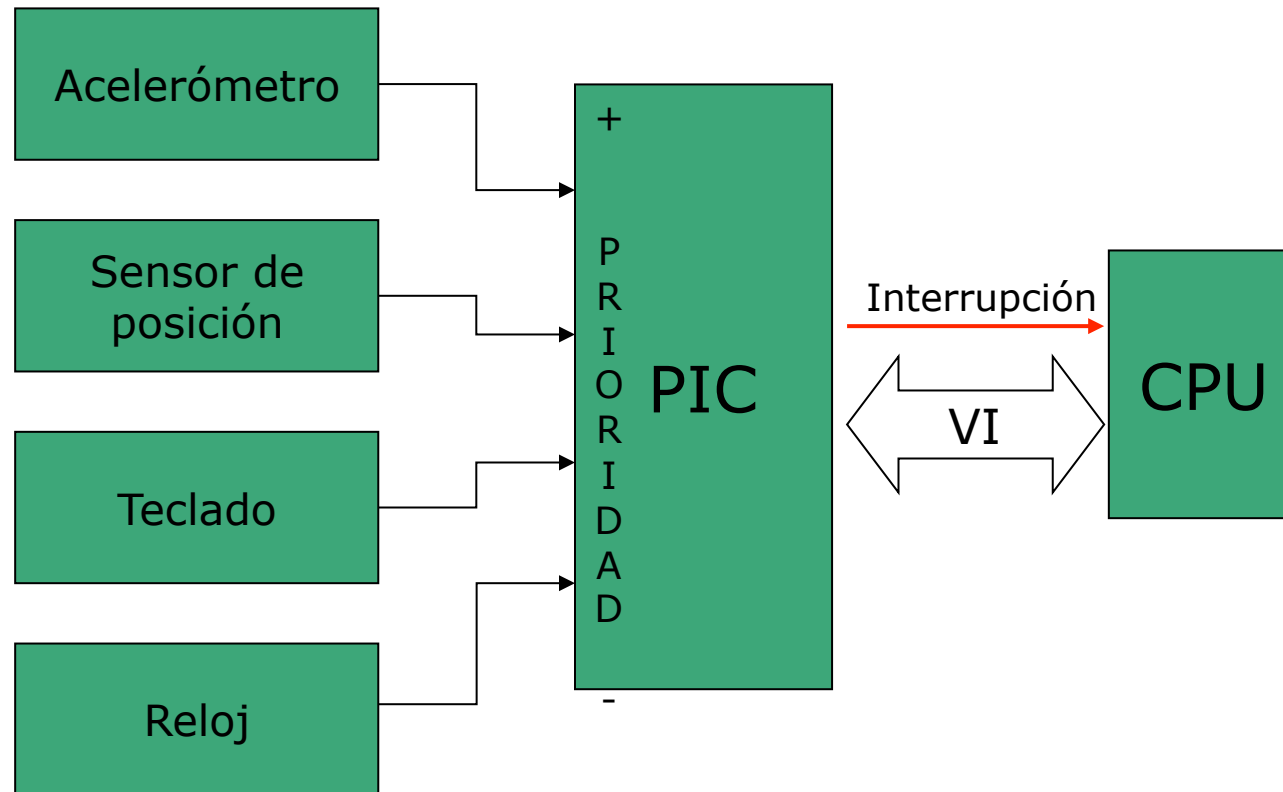 Acelerómetro
Sensor de
posición
Teclado
Reloj
+
P
R
I
O
R
I
D
A
D
-
PIC
Interrupción
VI
CPU